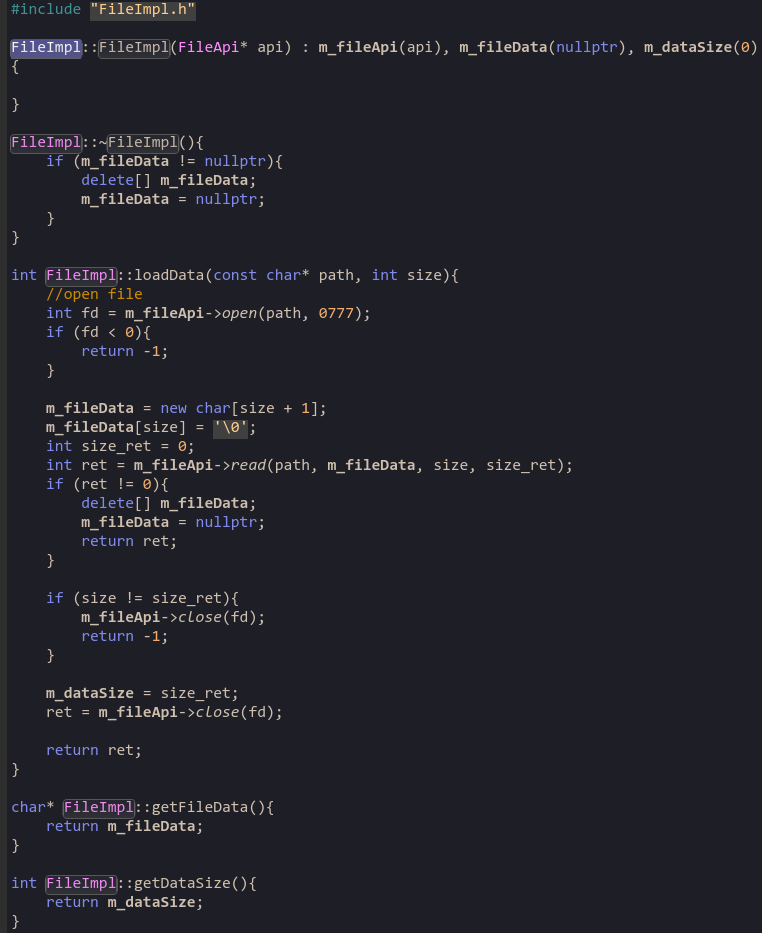 #include "FileImpl.h"
FileImpl::FileImpl(FileApi* api) : m_fileApi(api), m_fileData(nullptr), m_dataSize(0)
{
}
FileImpl::~FileImpl(){
    if (m_fileData != nullptr){
        delete[] m_fileData;
        m_fileData = nullptr;
    }
}
int FileImpl::loadData(const char* path, int size){
    //open file
    int fd = m_fileApi->open(path, 0777);
    if (fd < 0){
        return -1;
    }
    m_fileData = new char[size + 1];
    m_fileData[size] = '\0';
    int size_ret = 0;
    int ret = m_fileApi->read(path, m_fileData, size, size_ret);
    if (ret != 0){
        delete[] m_fileData;
        m_fileData = nullptr;
        return ret;
    }
    if (size != size_ret){
        m_fileApi->close(fd);
        return -1;
    }
    m_dataSize = size_ret;
    ret = m_fileApi->close(fd);
    return ret;
}
char* FileImpl::getFileData(){
    return m_fileData;
}
int FileImpl::getDataSize(){
    return m_dataSize;
}